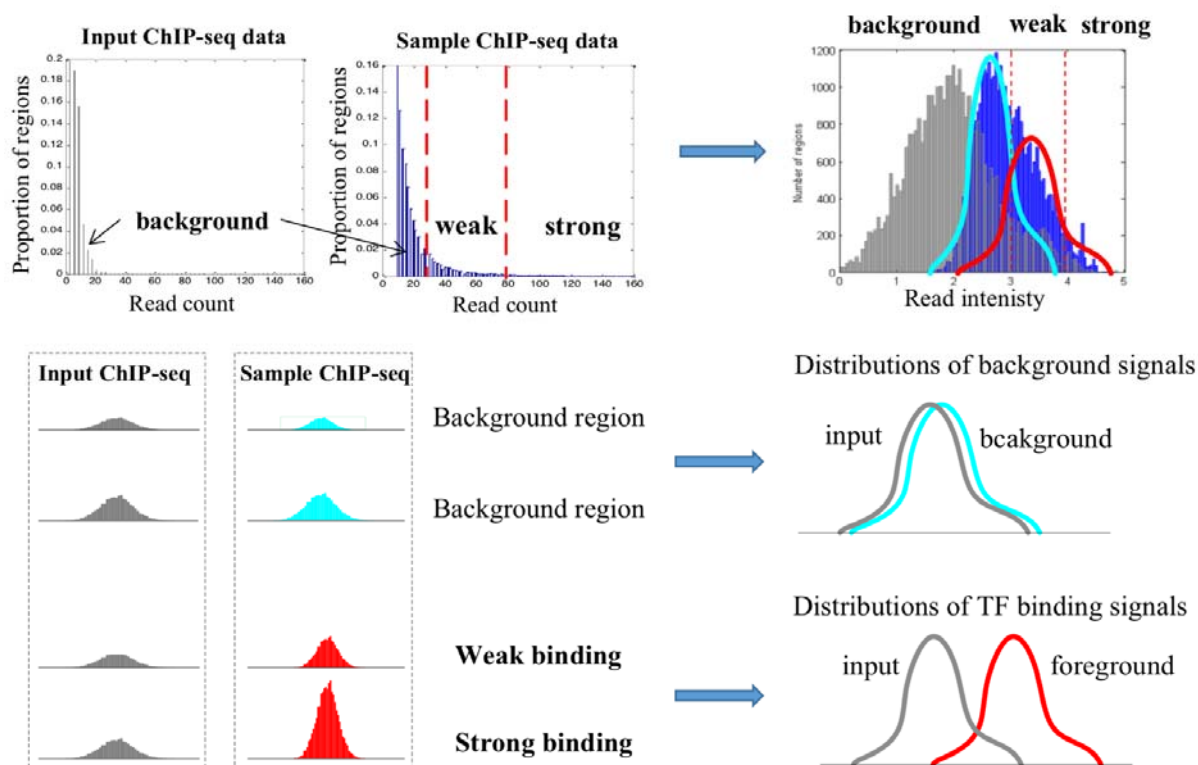 Input ChIP-seq data
Proportion of regions
0.2
0.18
0.16
0.14
0.12
0.1
0.08
0.06
0.04
0.02
0
0 20 40 60 80 100 120 140 160
Read count
background
Sample ChIP-seq data
Proportion of regions
0.16
0.14
0.12
0.1
0.08
0.06
0.04
0.02
0
20 40 60 80 100 120 140 160
Read count
weak
strong
background weak strong
Number of regions
1200
1000
800
600
400
200
0
0 1 2 3 4 5
Read intenisty
Input ChIP-seq
Sample ChIP-seq
Background region
Background region
Weak binding
Strong binding
Distributions of background signals
input
bcakground
Distributions of TF binding signals
input
foreground